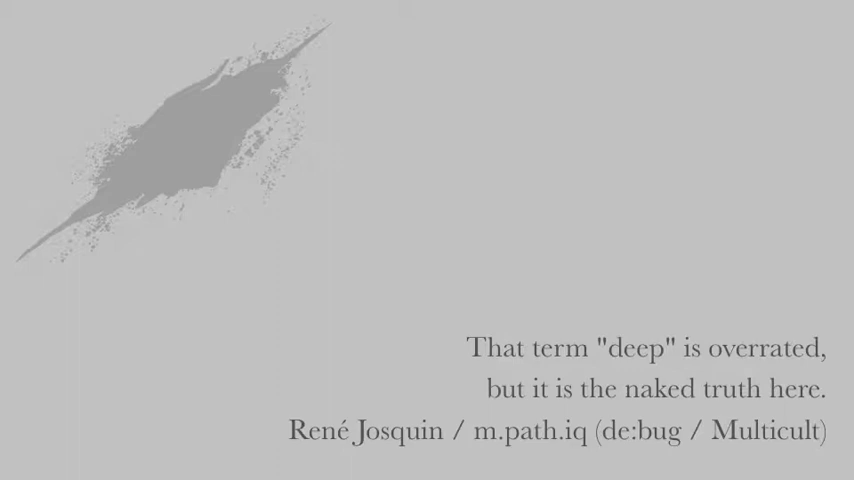 That term "deep" is overrated,
but it is the naked truth here.
René Josquin / m.path.iq (de:bug / Multicult)